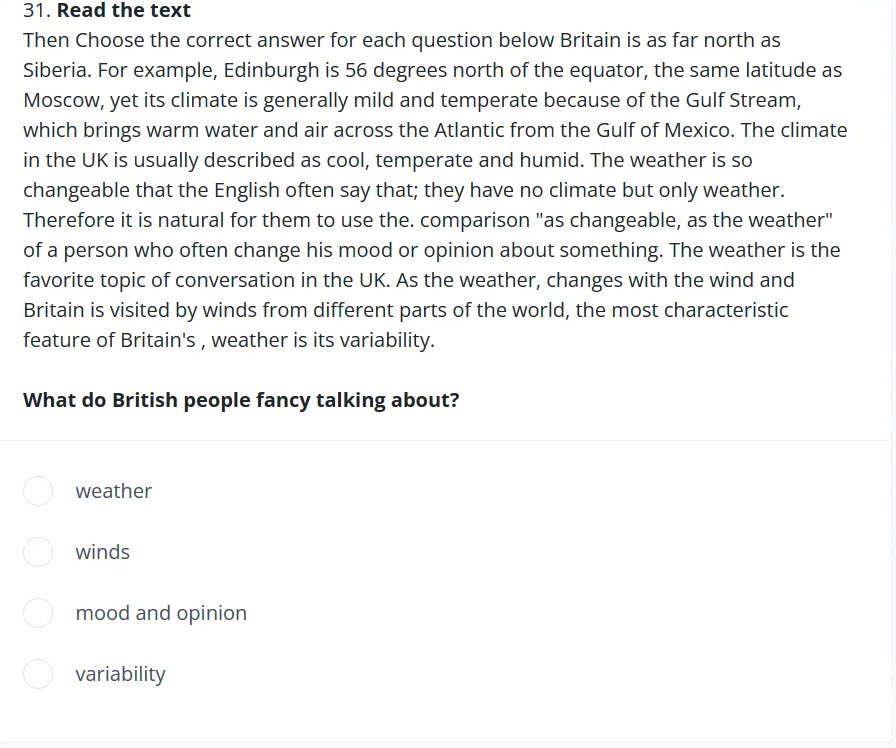 31. Read the text
Then Choose the correct answer for each question below Britain is as far north as
Siberia. For example, Edinburgh is 56 degrees north of the equator, the same latitude as
Moscow, yet its climate is generally mild and temperate because of the Gulf Stream,
which brings warm water and air across the Atlantic from the Gulf of Mexico. The climate
in the UK is usually described as cool, temperate and humid. The weather is so
changeable that the English often say that; they have no climate but only weather.
Therefore it is natural for them to use the. comparison "as changeable, as the weather"
of a person who often change his mood or opinion about something. The weather is the
favorite topic of conversation in the UK. As the weather, changes with the wind and
Britain is visited by winds from different parts of the world, the most characteristic
feature of Britain's , weather is its variability.
What do British people fancy talking about?
weather
winds
mood and opinion
variability